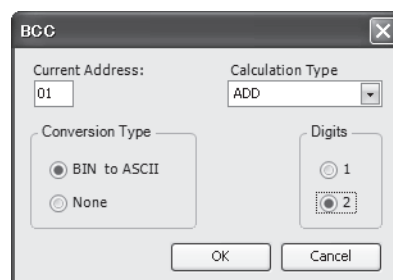 BCC
Current Address:
Calculation Type
01
ADD
Conversion Type
Digits
BIN to ASCII
1
None
2
OK
Cancel